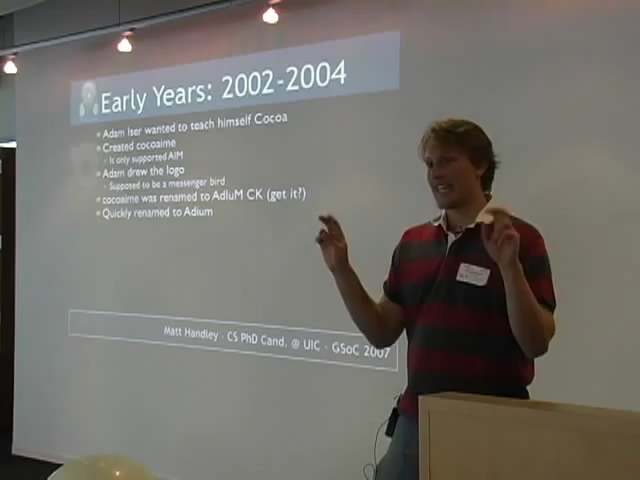 Early Years: 2002-2004
Adam Iser wanted to teach himself Cocoa
Created cocoaime
Is only supported AIM
Adam drew the logo
Supposed to be a messenger bird
cocoaime was renamed to AdIuM CK (get it?)
Quickly renamed to Adium
Matt Handley · CS PhD Cand. @ UIC · GSoC 2007